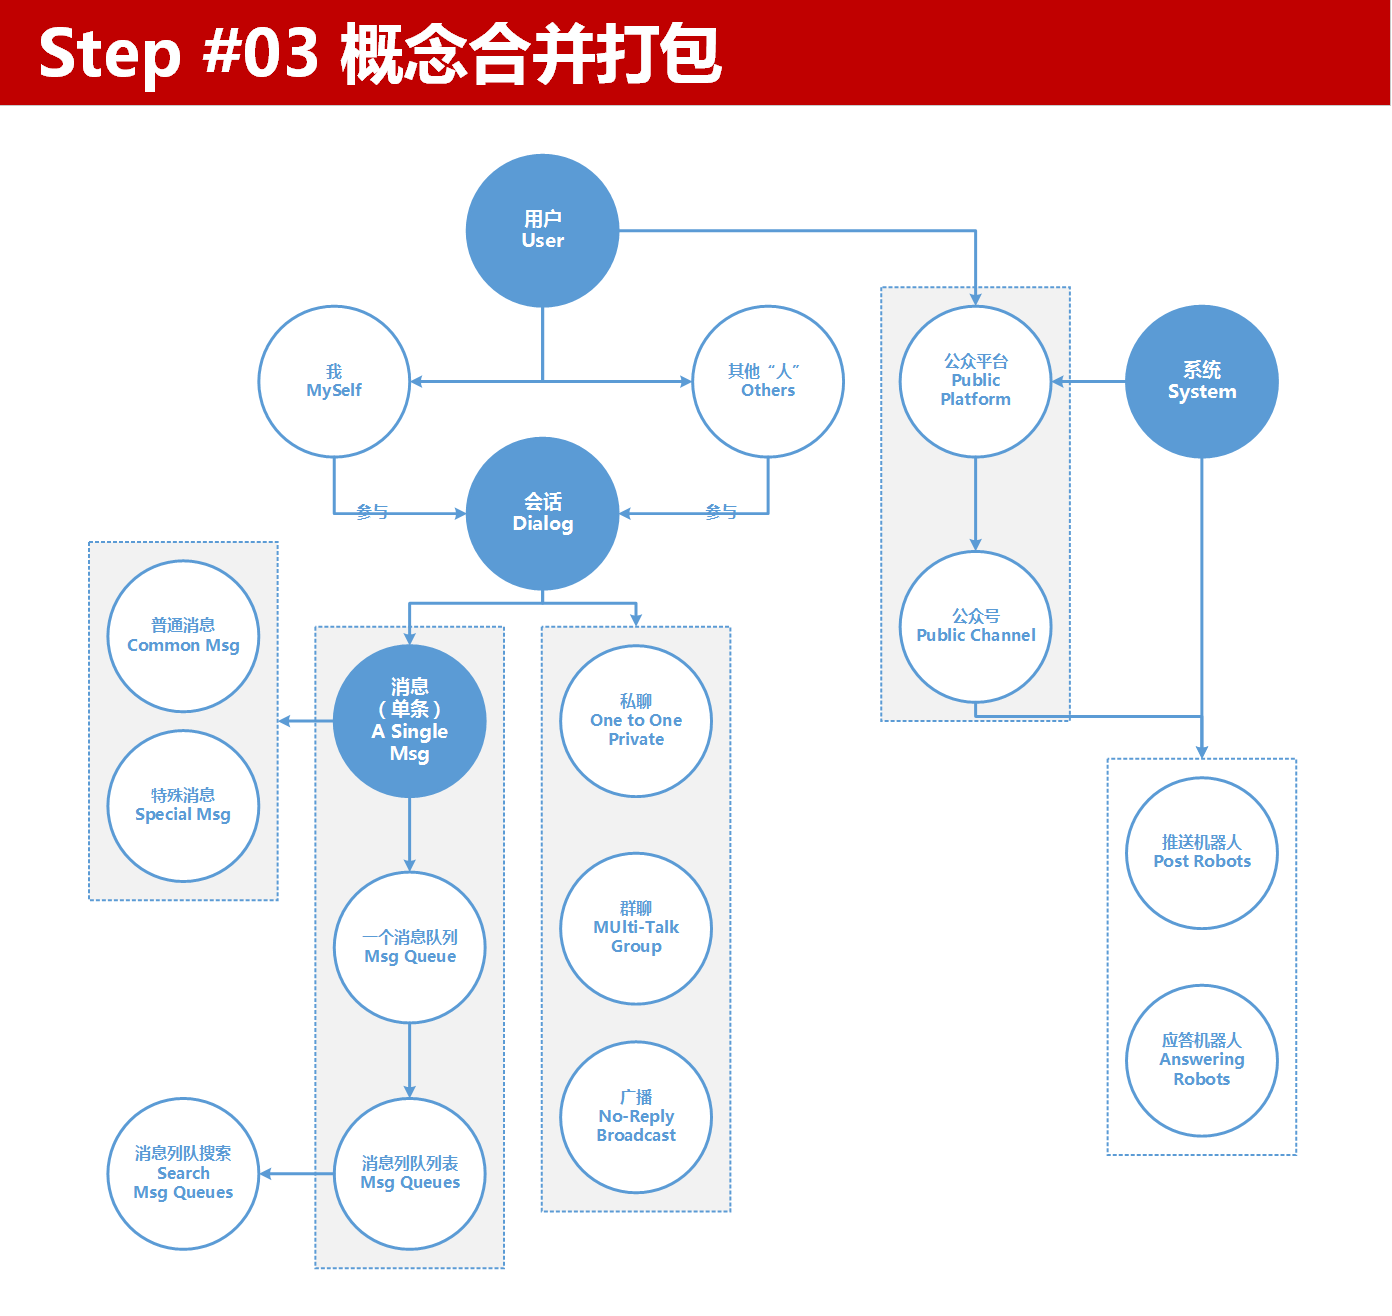 Step #03 概念合并打包
用户
User
我
MySelf
其他“人”
Others
公众平台
Public
Platform
系统
System
会话
Dialog
参与
参与
普通消息
Common Msg
公众号
Public Channel
消息
（单条）
A Single
Msg
私聊
One to One
Private
特殊消息
Special Msg
推送机器人
Post Robots
一个消息队列
Msg Queue
群聊
MUlti-Talk
Group
应答机器人
Answering
Robots
广播
No-Reply
Broadcast
消息列队搜索
Search
Msg Queues
消息列队列表
Msg Queues